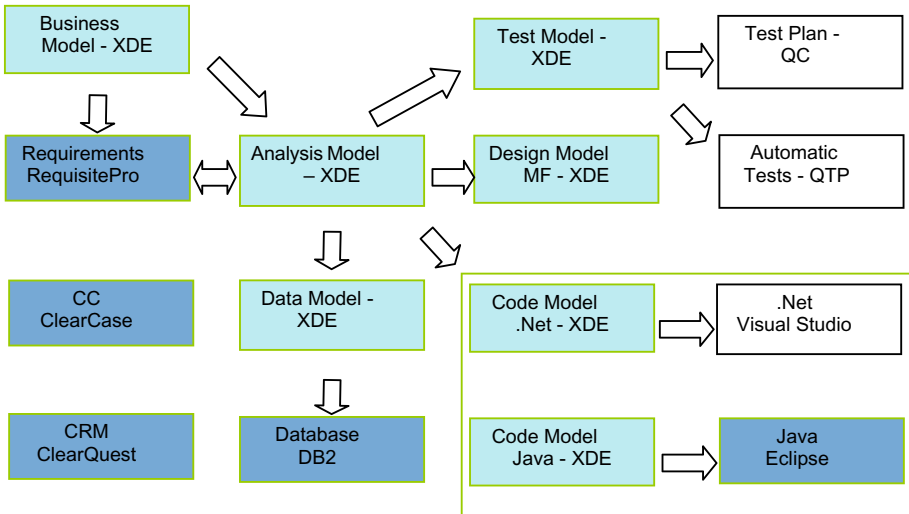 Business
Model - XDE
Test Model -
XDE
Test Plan -
QC
Requirements
RequisitePro
Analysis Model
– XDE
Design Model
MF - XDE
Automatic
Tests - QTP
CC
ClearCase
Data Model -
XDE
Code Model
.Net - XDE
.Net
Visual Studio
CRM
ClearQuest
Database
DB2
Code Model
Java - XDE
Java
Eclipse